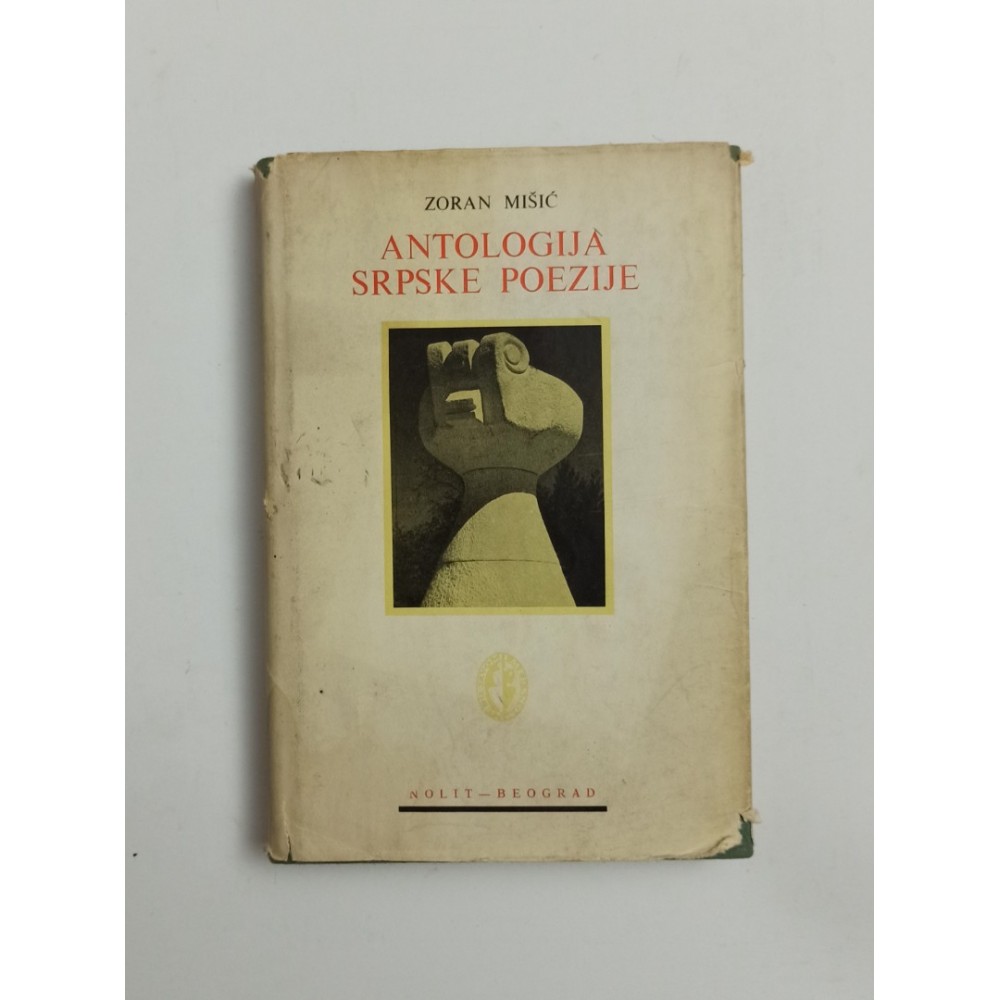 ZORAN MIŠIĆ
ANTOLOGIJA
SRPSKE POEZIJE
NOLIT—BEOGRAD